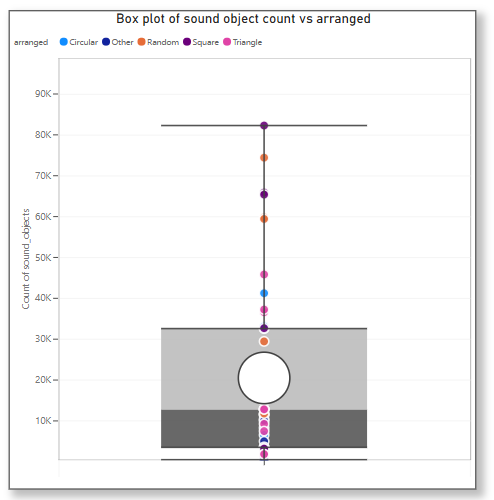 Box plot of sound object count vs arranged
arranged Circular Other Random Square Triangle
90K
80K
70K
60K
50K
40K
30K
20K
10K
Count of sound_objects